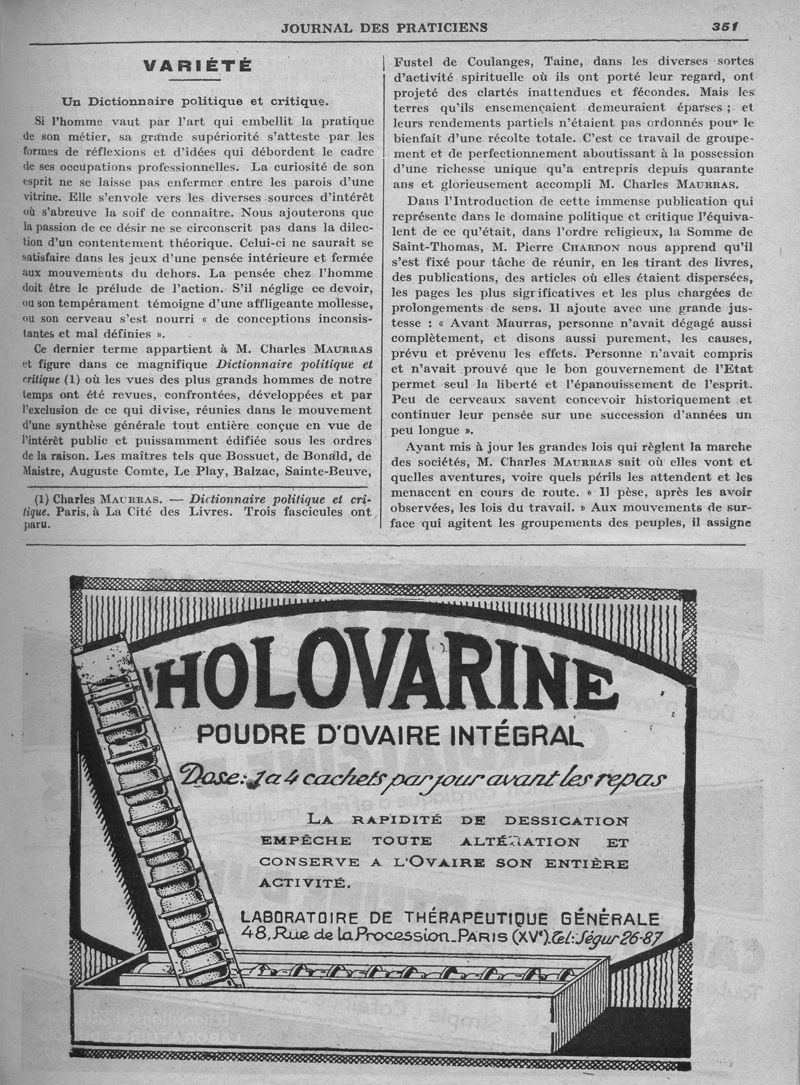 JOURNAL DES PRATICIENS
351
VARIÉTÉ
Un Dictionnaire politique et critique.
Si l'homme vaut par l'art qui embellit la pratique
de son métier, sa grande supériorité s'atteste par les
formes de réflexions et d'idées qui débordent le cadre
de ses occupations professionnelles. La curiosité de son
esprit ne se laisse pas enfermer entre les parois d'une
vitrine. Elle s'envole vers les diverses sources d'intérêt
où s'abreuve la soif de connaître. Nous ajouterons que
la passion de ce désir ne se circonscrit pas dans la dilec-
tion d'un contentement théorique. Celui-ci ne saurait se
satisfaire dans les jeux d'une pensée intérieure et fermée
aux mouvements du dehors. La pensée chez l'homme
doit être le prélude de l'action. S'il néglige ce devoir,
ou son tempérament témoigne d'une affligeante mollesse,
ou son cerveau s'est nourri « de conceptions inconsis-
tantes et mal définies ».
Ce dernier terme appartient à M. Charles MAURRAS
et figure dans ce magnifique Dictionnaire politique et
critique (1) où les vues des plus grands hommes de notre
temps ont été revues, confrontées, développées et par
l'exclusion de ce qui divise, réunies dans le mouvement
d'une synthèse générale tout entière conçue en vue de
l'intérêt public et puissamment édifiée sous les ordres
de la raison. Les maîtres tels que Bossuet, de Bonald, de
Maistre, Auguste Comte, Le Play, Balzac, Sainte-Beuve,
(1) Charles MAURRAS. — Dictionnaire politique et cri-
tique. Paris, à La Cité des Livres. Trois fascicules ont
paru.
Fustel de Coulanges, Taine, dans les diverses sortes
d'activité spirituelle où ils ont porté leur regard, ont
projeté des clartés inattendues et fécondes. Mais les
terres qu'ils ensemençaient demeuraient éparses ; et
leurs rendements partiels n'étaient pas ordonnés pour le
bienfait d'une récolte totale. C'est ce travail de groupe-
ment et de perfectionnement aboutissant à la possession
d'une richesse unique qu'a entrepris depuis quarante
ans et glorieusement accompli M. Charles MAURRAS.
Dans l'Introduction de cette immense publication qui
représente dans le domaine politique et critique l'équiva-
lent de ce qu'était, dans l'ordre religieux, la Somme de
Saint-Thomas, M. Pierre CHARDON nous apprend qu'il
s'est fixé pour tâche de réunir, en les tirant des livres,
des publications, des articles où elles étaient dispersées,
les pages les plus significatives et les plus chargées de
prolongements de sens. Il ajoute avec une grande jus-
tesse : « Avant Maurras, personne n'avait dégagé aussi
complètement, et disons aussi purement, les causes,
prévu et prévenu les effets. Personne n'avait compris
et n'avait prouvé que le bon gouvernement de l'Etat
permet seul la liberté et l'épanouissement de l'esprit.
Peu de cerveaux savent concevoir historiquement et
continuer leur pensée sur une succession d'années un
peu longue ».
Ayant mis à jour les grandes lois qui règlent la marche
des sociétés, M. Charles MAURRAS sait où elles vont et
quelles aventures, voire quels périls les attendent et les
menacent en cours de route. « Il pèse, après les avoir
observées, les lois du travail. » Aux mouvements de sur-
face qui agitent les groupements des peuples, il assigne
HOLOVARINE
POUDRE D'OVAIRE INTÉGRAL
Dose: 1 a 4 cachets par jour avant les repas
LA RAPIDITÉ DE DESSICATION
EMPÊCHE TOUTE ALTÉRATION ET
CONSERVE A L'OVAIRE SON ENTIÈRE
ACTIVITÉ.
LABORATOIRE DE THÉRAPEUTIQUE GÉNÉRALE
48, Rue de la Procession_PARIS (XVe). Tel: Ségur 26-87